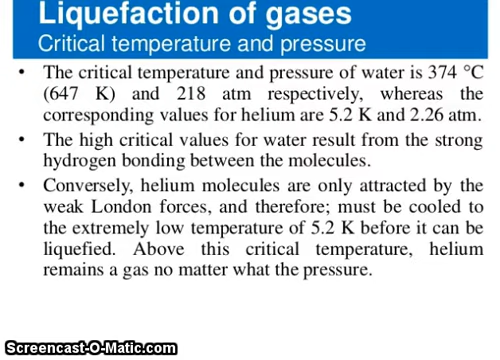 Liquefaction of gases
Critical temperature and pressure
• The critical temperature and pressure of water is 374 °C
(647 K) and 218 atm respectively, whereas the
corresponding values for helium are 5.2 K and 2.26 atm.
• The high critical values for water result from the strong
hydrogen bonding between the molecules.
• Conversely, helium molecules are only attracted by the
weak London forces, and therefore; must be cooled to
the extremely low temperature of 5.2 K before it can be
liquefied. Above this critical temperature, helium
remains a gas no matter what the pressure.
Screencast-O-Matic.com